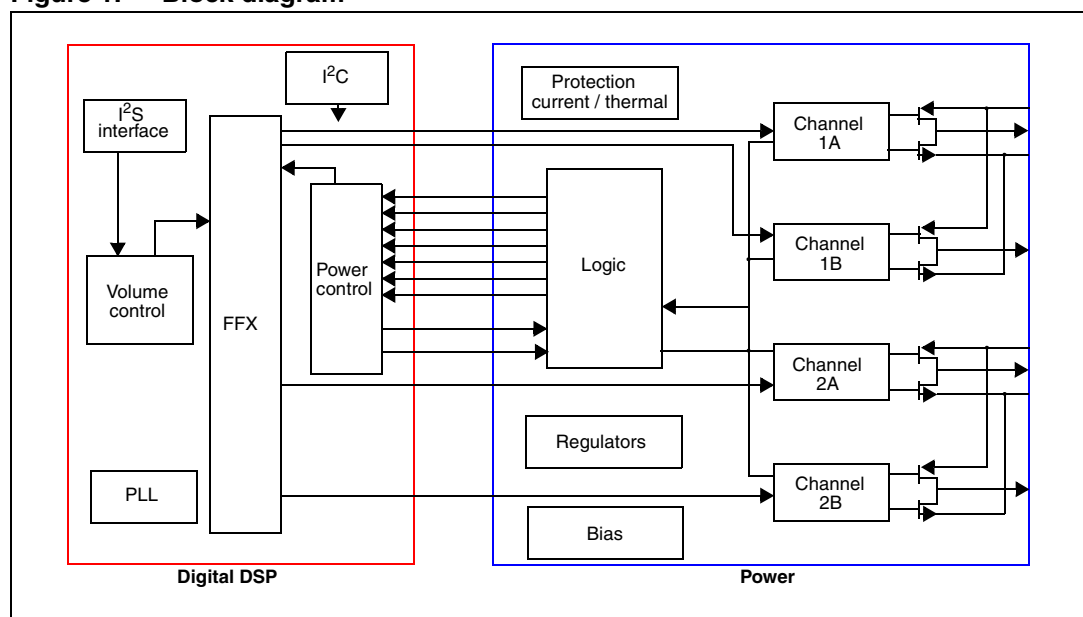 Figure 1. Block diagram
I²C
Protection
current / thermal
I²S
interface
Channel
1A
Channel
1B
Logic
Power
control
Volume
control
FFX
Channel
2A
Regulators
PLL
Channel
2B
Bias
Digital DSP
Power